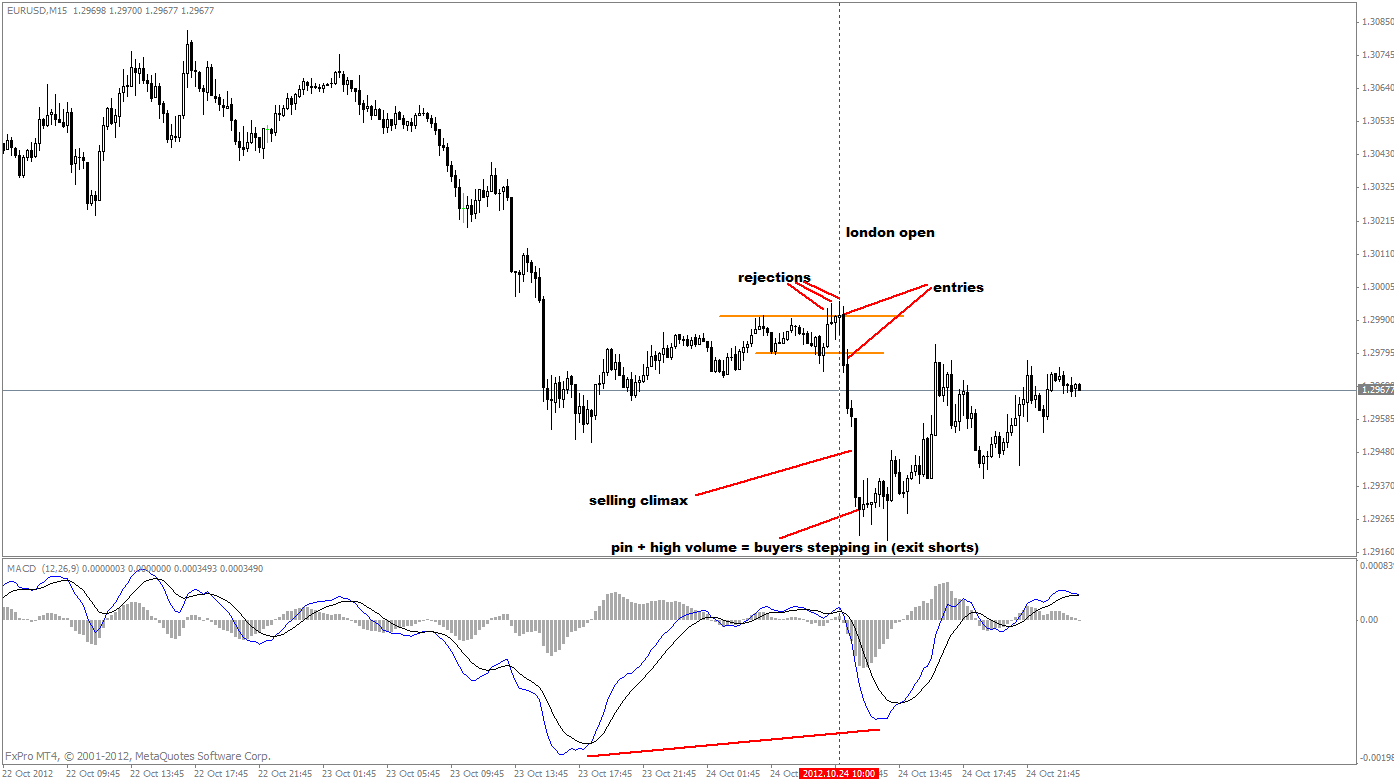 EURUSD,M15 1.29698 1.29700 1.29677 1.29677
1.30850
1.30745
1.30640
1.30535
1.30430
1.30325
1.30215
london open
1.30110
rejections
entries
1.30005
1.29900
1.29795
1.29677
1.29585
1.29480
selling climax
1.29370
1.29265
pin + high volume = buyers stepping in (exit shorts)
1.29160
MACD (12,26,9) 0.0000003 0.0000000 0.0003493 0.0003490
0.00083
0.00
FxPro MT4, © 2001-2012, MetaQuotes Software Corp.
-0.00198
22 Oct 2012 22 Oct 09:45 22 Oct 13:45 22 Oct 17:45 22 Oct 21:45 23 Oct 01:45 23 Oct 05:45 23 Oct 09:45 23 Oct 13:45 23 Oct 17:45 23 Oct 21:45 24 Oct 01:45 24 Oct 2012.10.24 10:00 24 Oct 13:45 24 Oct 17:45 24 Oct 21:45